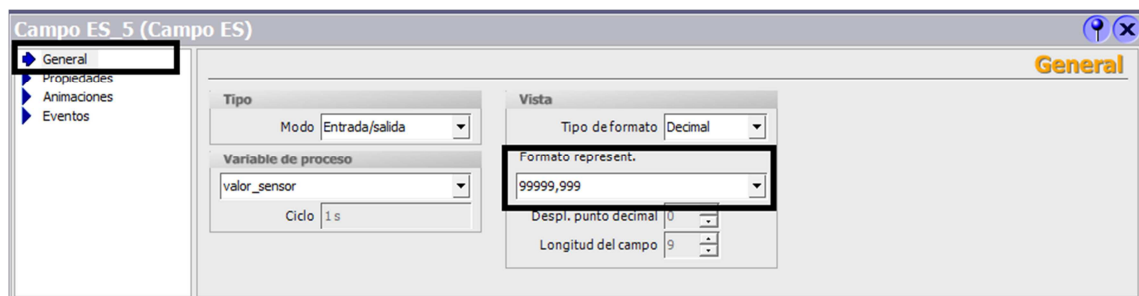 Campo ES_5 (Campo ES)
General
Propiedades
Animaciones
Eventos
General
Tipo
Modo Entrada/salida
Variable de proceso
valor_sensor
Ciclo 1 s
Vista
Tipo de formato Decimal
Formato represent.
99999,999
Despl. punto decimal 0
Longitud del campo 9